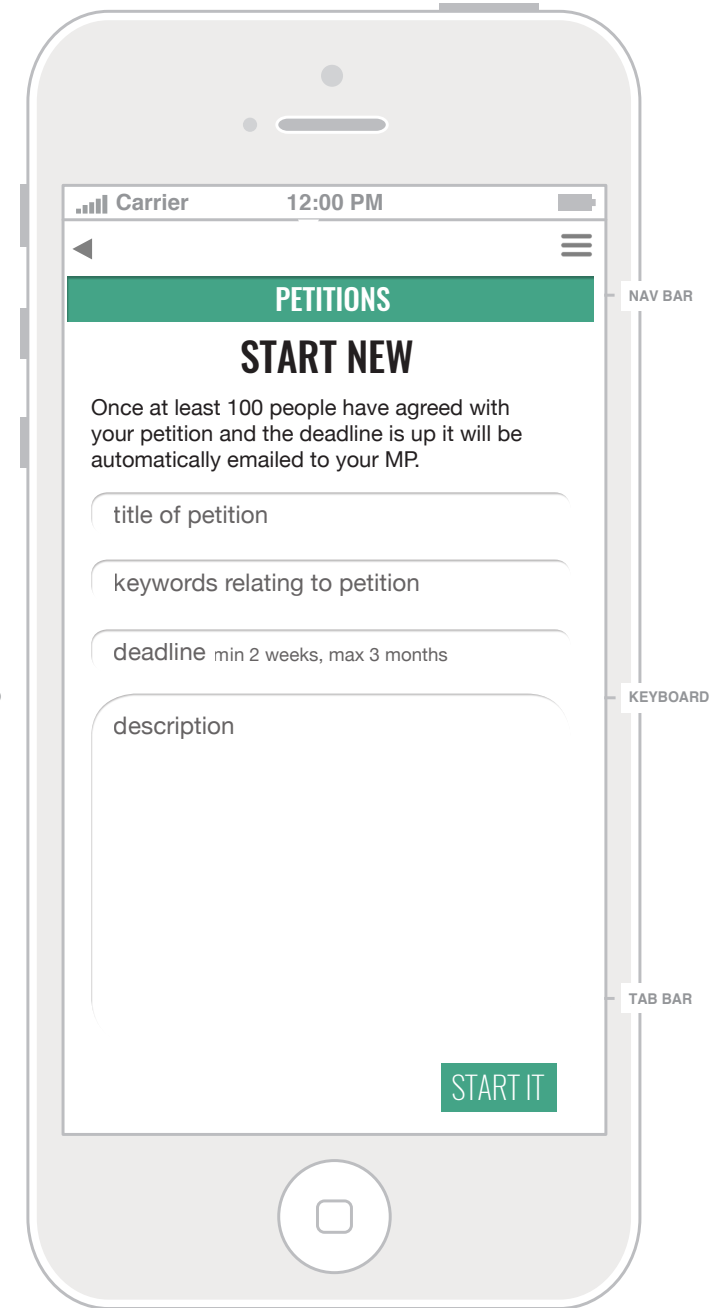 Carrier 12:00 PM
PETITIONS
NAV BAR
START NEW
Once at least 100 people have agreed with
your petition and the deadline is up it will be
automatically emailed to your MP.
title of petition
keywords relating to petition
deadline min 2 weeks, max 3 months
KEYBOARD
description
TAB BAR
START IT